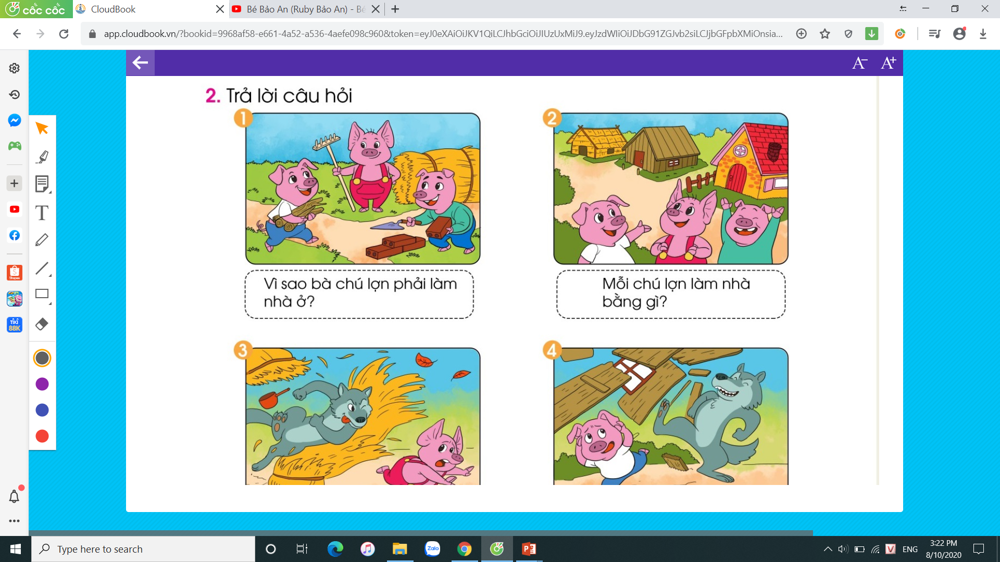 cốc cốc
CloudBook
Bé Bảo An (Ruby Bảo An) - Bé
app.cloudbook.vn/?bookid=9968af58-e661-4a52-a536-4aefe098c960&token=eyJ0eXAiOiJKV1QiLCJhbGciOiJIUzUxMiJ9.eyJzdWIiOiJDbG91ZGJvb2siLCJjbGFpbXMiOnsia...
A- A+
2. Trả lời câu hỏi
1
2
Vì sao bà chú lợn phải làm
nhà ở?
Mỗi chú lợn làm nhà
bằng gì?
3
4
T
TIKI
88K
Type here to search
Zalo
ENG
3:22 PM
8/10/2020